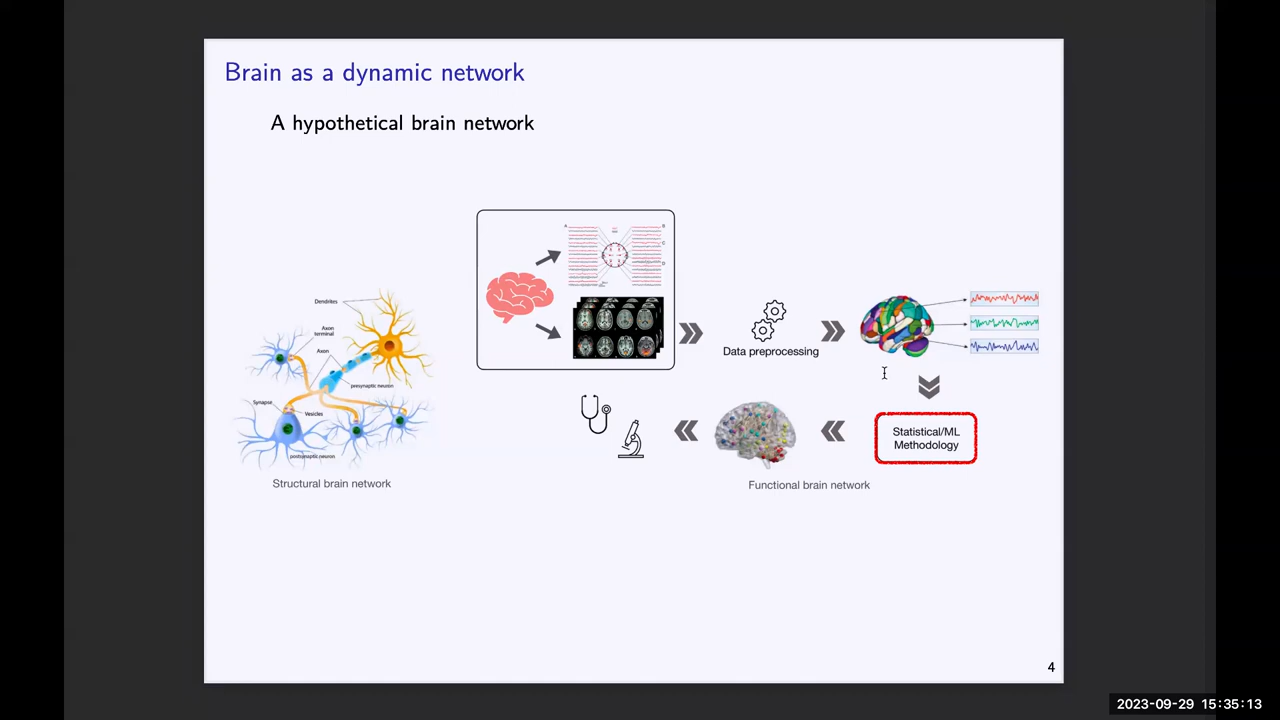 Brain as a dynamic network
A hypothetical brain network
A
B
C
D
Dendrites
Axon
terminal
Axon
presynaptic neuron
Synapse
Vesicles
postsynaptic neuron
Structural brain network
Data preprocessing
Statistical/ML
Methodology
Functional brain network
4
2023-09-29 15:35:13